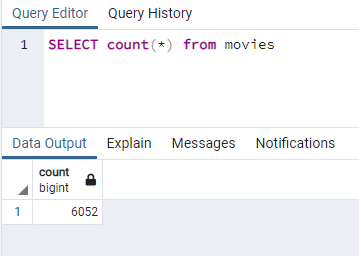 Query Editor Query History
1 SELECT count(*) from movies
Data Output Explain Messages Notifications
count
bigint
1 6052